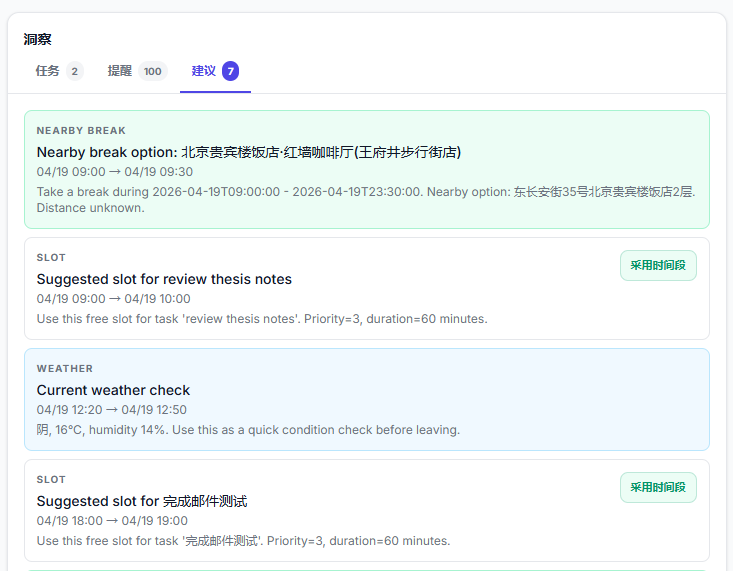 洞察
任务 2 提醒 100 建议 7
NEARBY BREAK
Nearby break option: 北京贵宾楼饭店·红墙咖啡厅(王府井步行街店)
04/19 09:00 → 04/19 09:30
Take a break during 2026-04-19T09:00:00 - 2026-04-19T23:30:00. Nearby option: 东长安街35号北京贵宾楼饭店2层.
Distance unknown.
SLOT
采用时间段
Suggested slot for review thesis notes
04/19 09:00 → 04/19 10:00
Use this free slot for task 'review thesis notes'. Priority=3, duration=60 minutes.
WEATHER
Current weather check
04/19 12:20 → 04/19 12:50
阴, 16°C, humidity 14%. Use this as a quick condition check before leaving.
SLOT
采用时间段
Suggested slot for 完成邮件测试
04/19 18:00 → 04/19 19:00
Use this free slot for task '完成邮件测试'. Priority=3, duration=60 minutes.